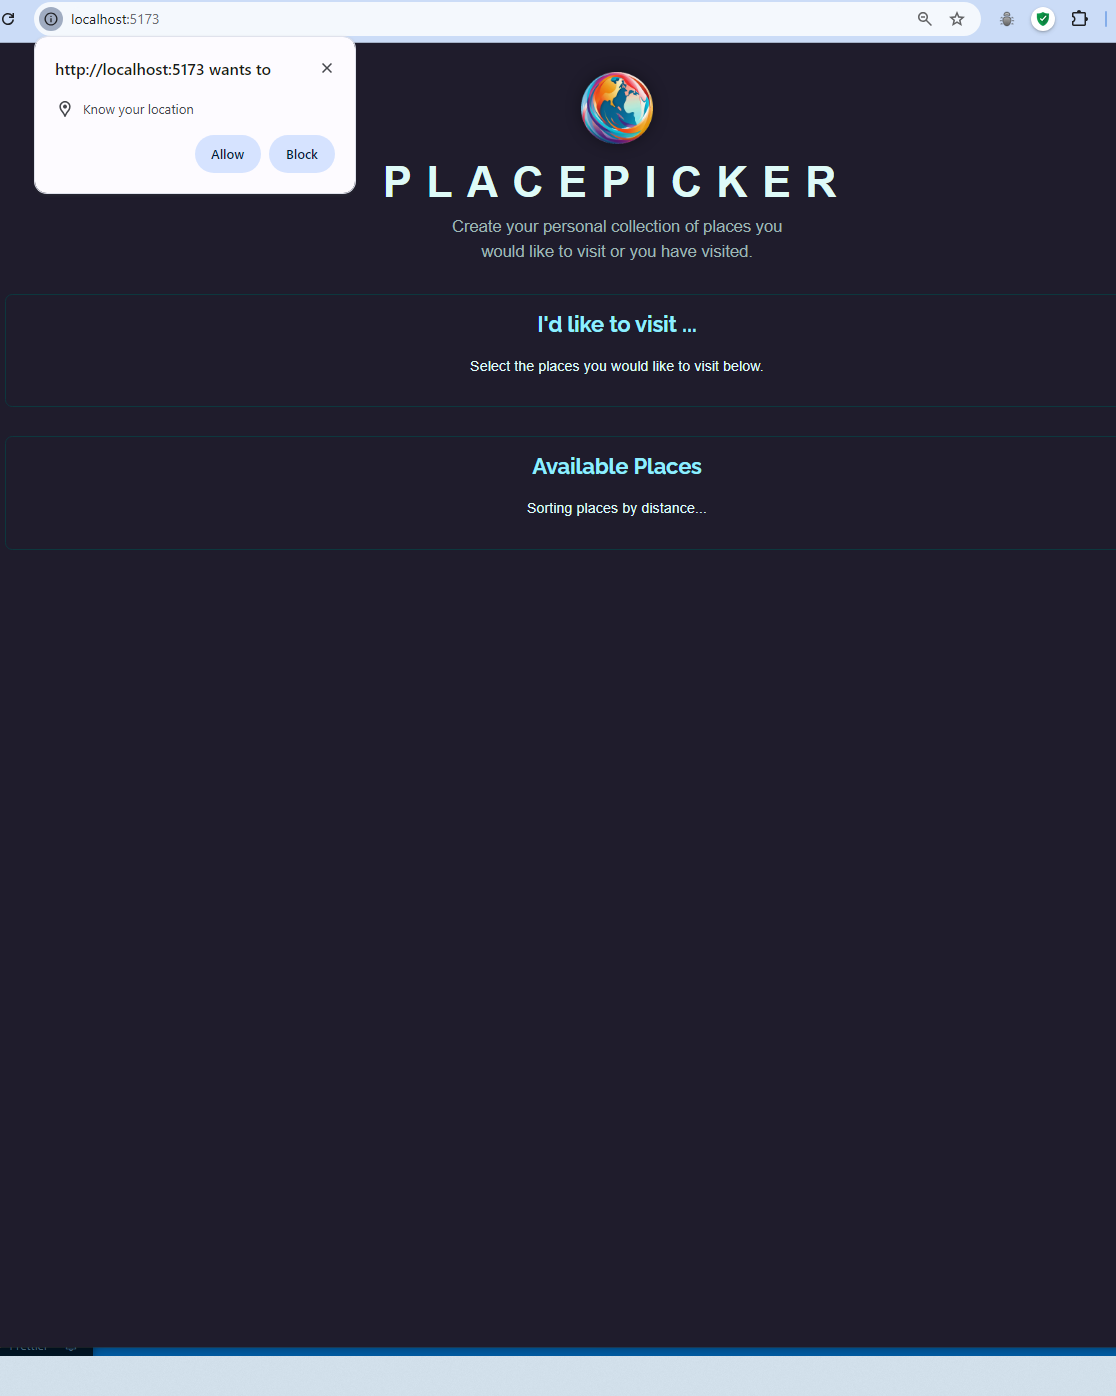 localhost:5173
http://localhost:5173 wants to
Know your location
Allow
Block
PLACEPICKER
Create your personal collection of places you
would like to visit or you have visited.
I'd like to visit ...
Select the places you would like to visit below.
Available Places
Sorting places by distance...